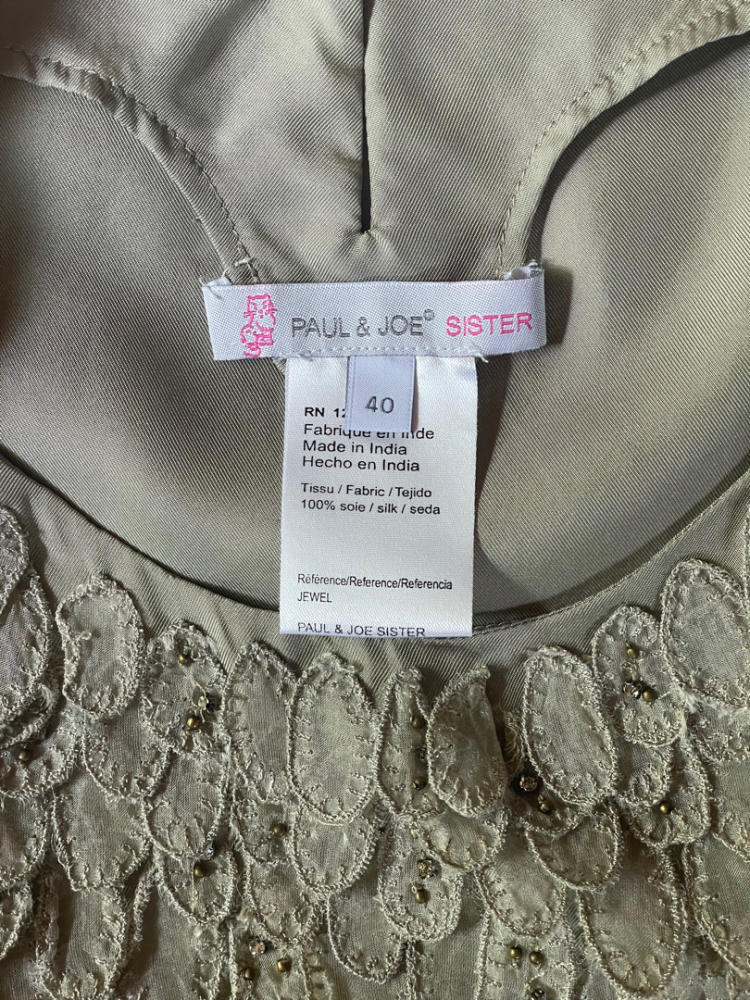 PAUL & JOE® SISTER
40
RN 12
Fabriqué en Inde
Made in India
Hecho en India
Tissu / Fabric / Tejido
100% soie / silk / seda
Référence/Reference/Referencia
JEWEL
PAUL & JOE SISTER